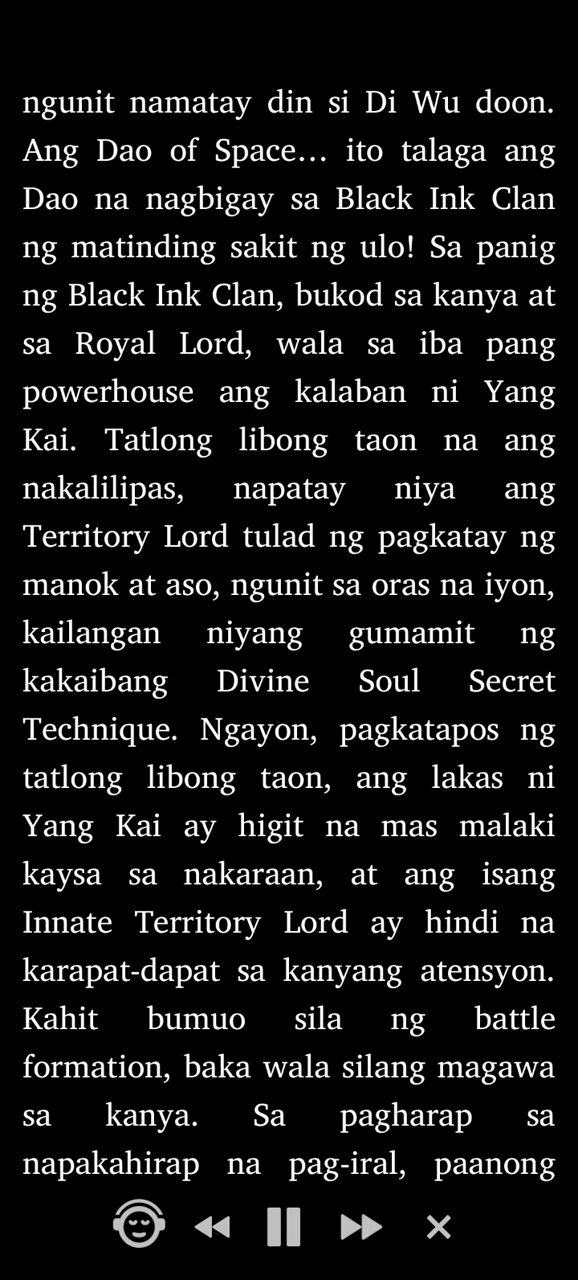 ngunit namatay din si Di Wu doon.
Ang Dao of Space... ito talaga ang
Dao na nagbigay sa Black Ink Clan
ng matinding sakit ng ulo! Sa panig
ng Black Ink Clan, bukod sa kanya at
sa Royal Lord, wala sa iba pang
powerhouse ang kalaban ni Yang
Kai. Tatlong libong taon na ang
nakalilipas, napatay niya ang
Territory Lord tulad ng pagkatay ng
manok at aso, ngunit sa oras na iyon,
kailangan niyang gumamit ng
kakaibang Divine Soul Secret
Technique. Ngayon, pagkatapos ng
tatlong libong taon, ang lakas ni
Yang Kai ay higit na mas malaki
kaysa sa nakaraan, at ang isang
Innate Territory Lord ay hindi na
karapat-dapat sa kanyang atensyon.
Kahit bumuo sila ng battle
formation, baka wala silang magawa
sa kanya. Sa pagharap sa
napakahirap na pag-iral, paanong